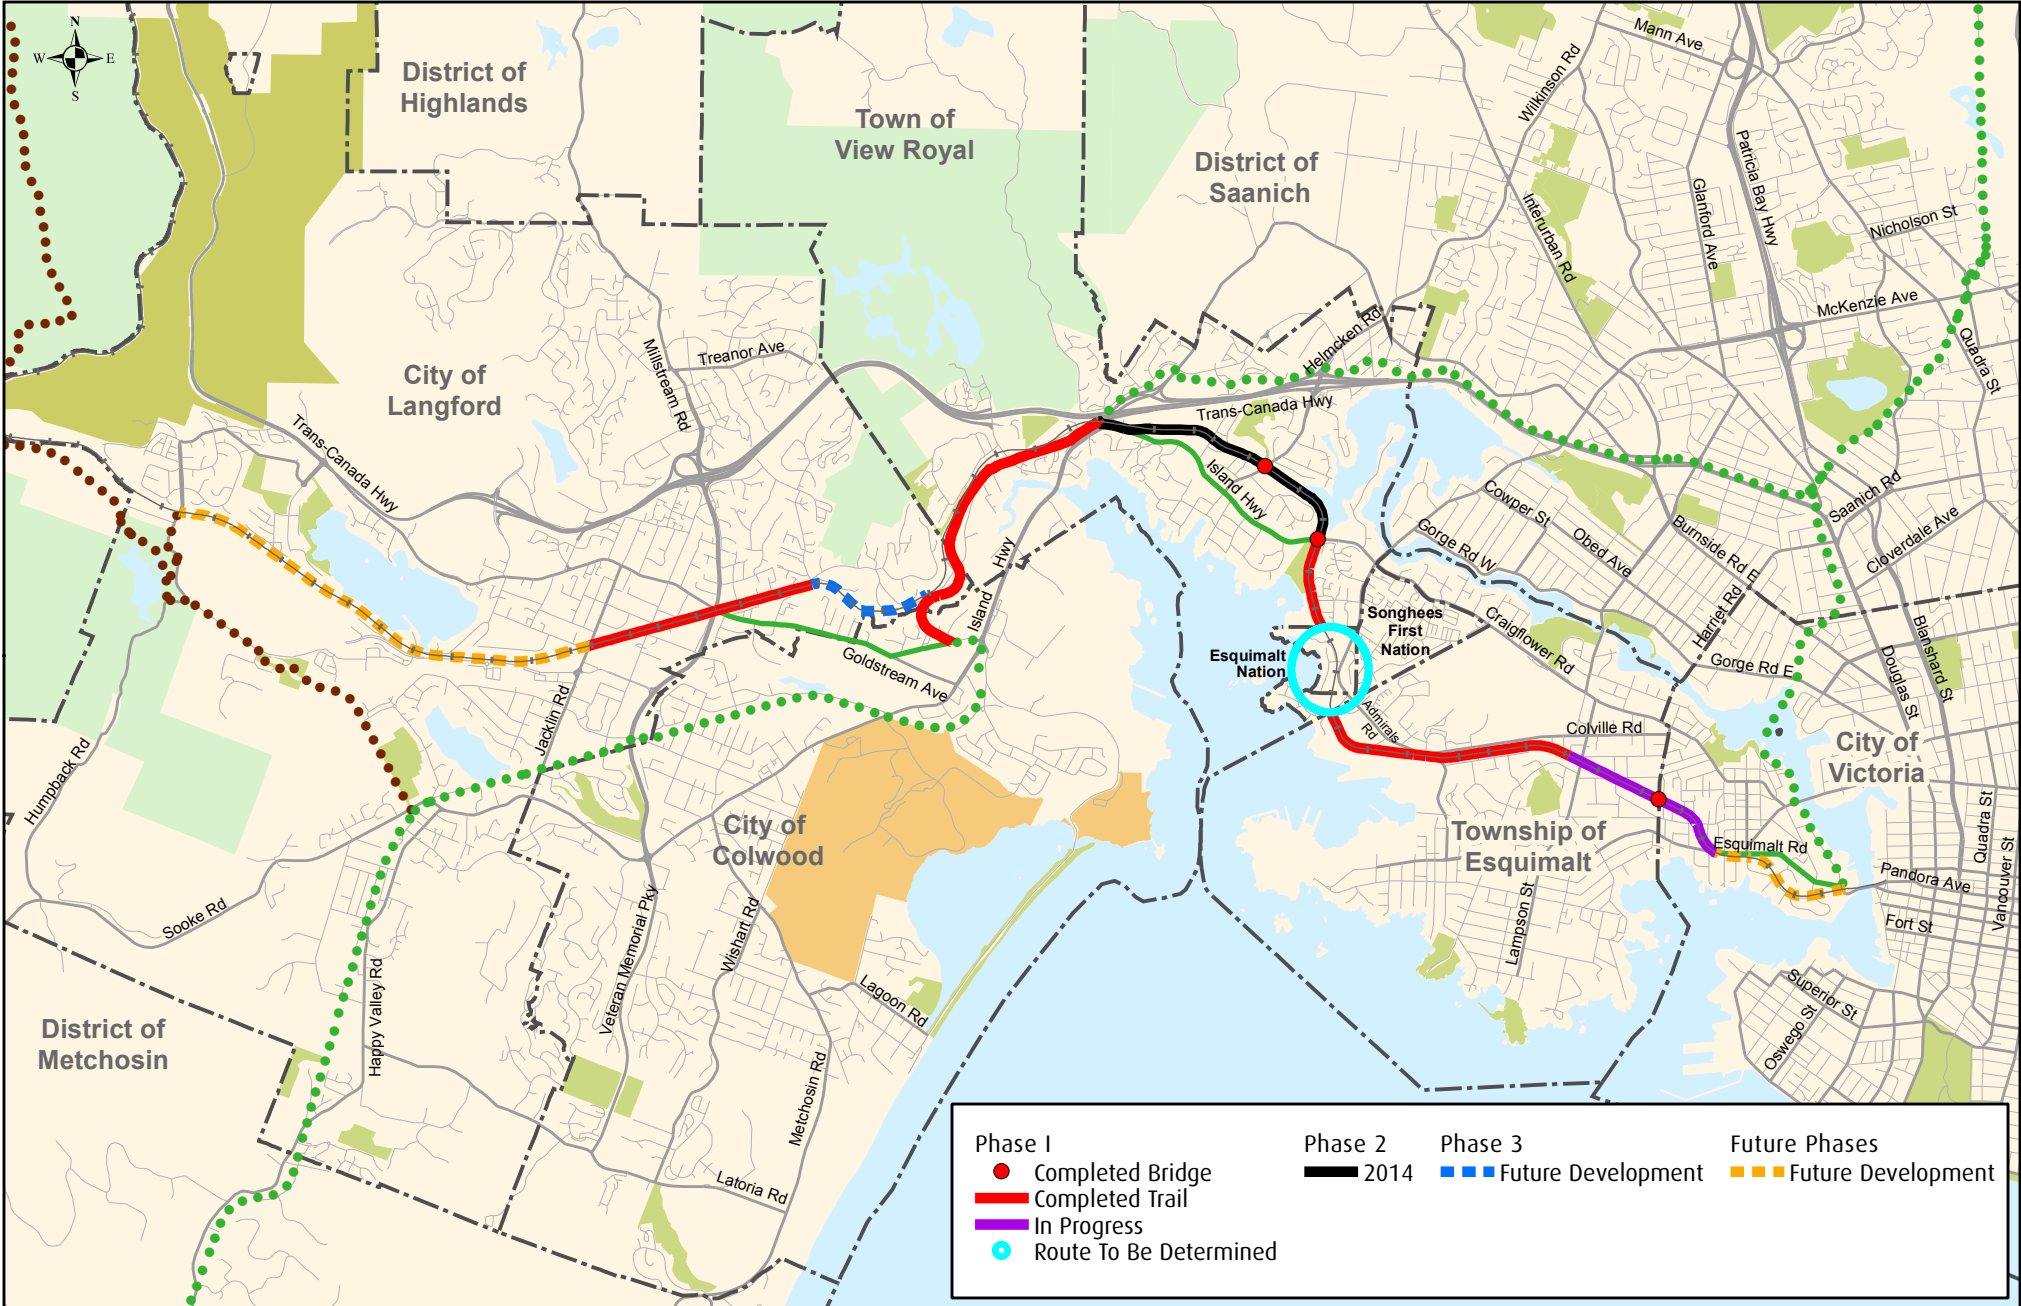 N
W
E
S
District of
Highlands
Town of
View Royal
District of
Saanich
Mann Ave
Wilkinson Rd
Patricia Bay Hwy
Glanford Ave
Interurban Rd
Nicholson St
McKenzie Ave
Quadra St
Helmcken Rd
Treanor Ave
Millstream Rd
City of
Langford
Trans-Canada Hwy
Trans-Canada Hwy
Island Hwy
Cowper St
Obed Ave
Gorge Rd W
Burnside Rd E
Saanich Rd
Cloverdale Ave
Harriet Rd
Island
Hwy
Songhees
First
Nation
Esquimalt
Nation
Craigflower Rd
Gorge Rd E
Blanshard St
Douglas St
Goldstream Ave
Jacklin Rd
Admirals
Rd
Colville Rd
City of
Victoria
Humpback Rd
City of
Colwood
Township of
Esquimalt
Esquimalt Rd
Pandora Ave
Quadra St
Vancouver St
Fort St
Sooke Rd
Veteran Memorial Pky
Wishart Rd
Lampson St
Lagoon Rd
Superior St
Oswego St
Happy Valley Rd
District of
Metchosin
Metchosin Rd
Latoria Rd
Phase I
Completed Bridge
Completed Trail
In Progress
Route To Be Determined
Phase 2
2014
Phase 3
Future Development
Future Phases
Future Development